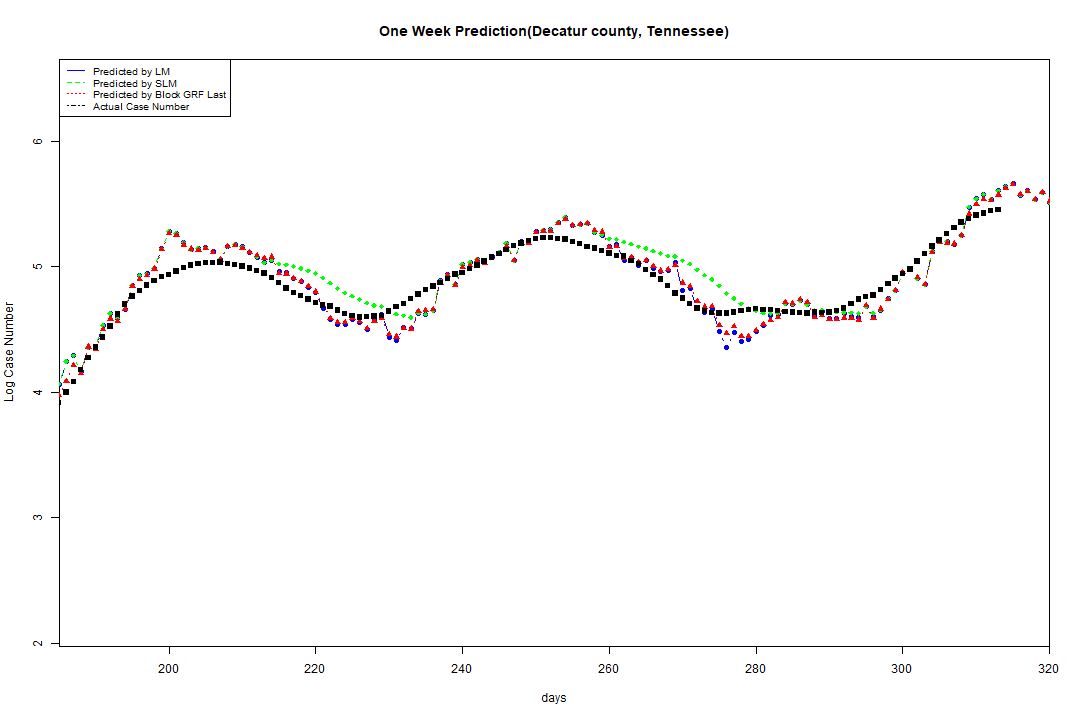 One Week Prediction(Decatur county, Tennessee)
Predicted by LM
Predicted by SLM
Predicted by Block GRF Last
Actual Case Number
6
5
4
3
2
Log Case Number
200 220 240 260 280 300 320
days